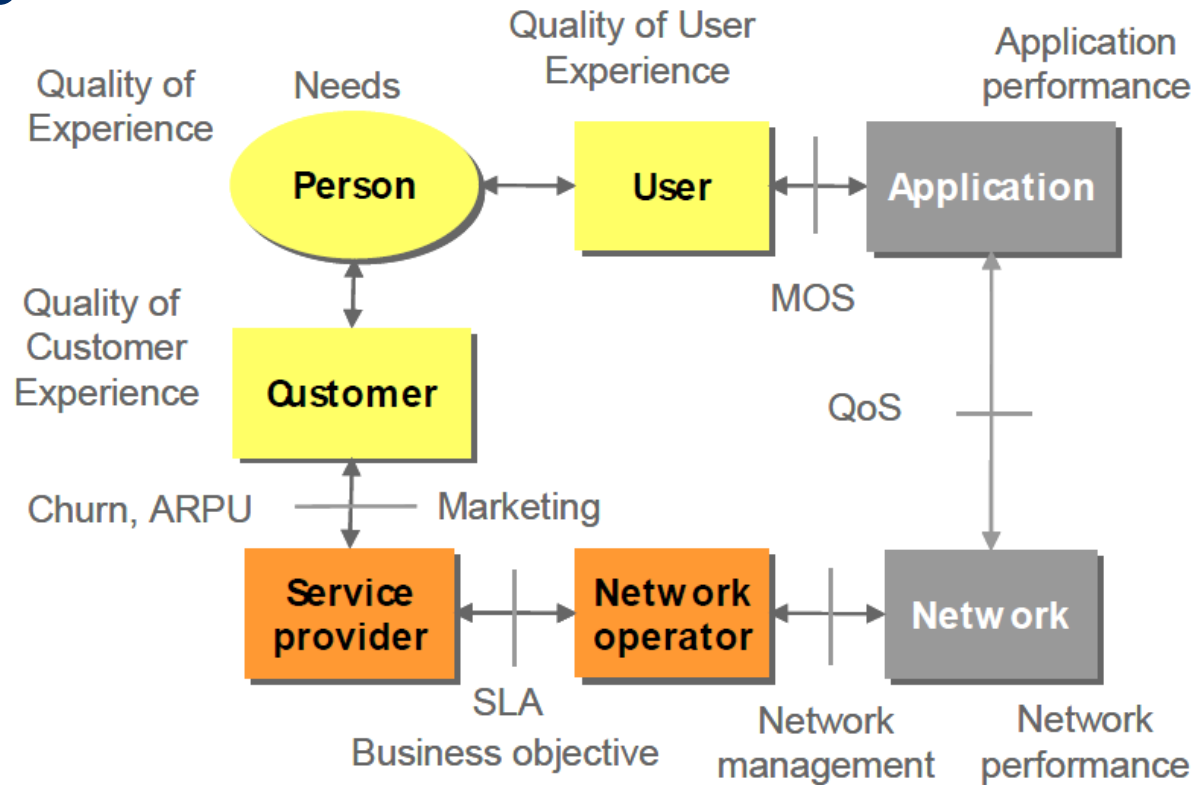 Quality of User
Experience
Application
performance
Quality of
Experience
Needs
Person
User
Application
MOS
Quality of
Customer
Experience
Customer
QoS
Churn, ARPU
Marketing
Service
provider
Network
operator
Network
SLA
Business objective
Network
management
Network
performance